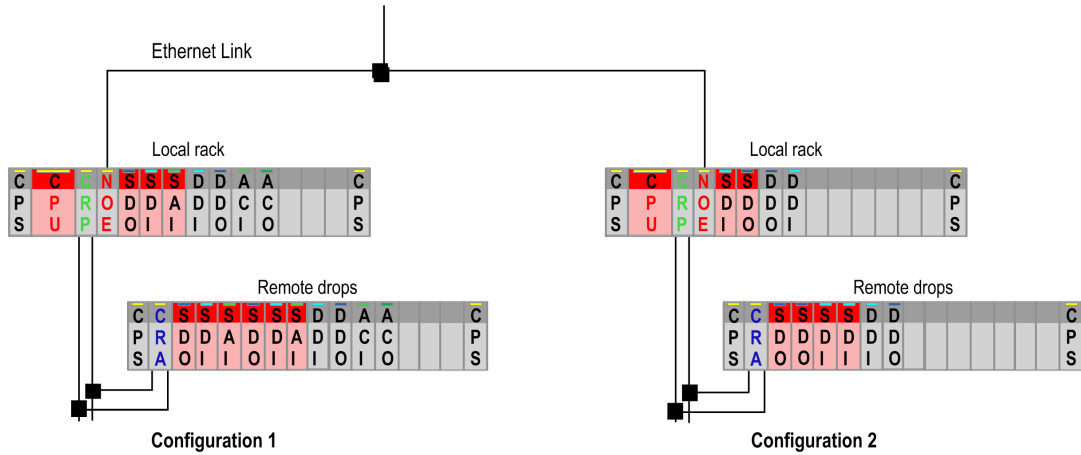 Ethernet Link
Local rack
CPS CPU CRP NOE SDO SDI SAI DDI DDO ACI ACO CPS
Remote drops
CPS CRA SDO SDI SAI SDO SDI SAI DDI DDO ACI ACO CPS
Configuration 1
Local rack
CPS CPU CRP NOE SDI SDO DDO DDI CPS
Remote drops
CPS CRA SDO SDO SDI SDI DDI DDO CPS
Configuration 2